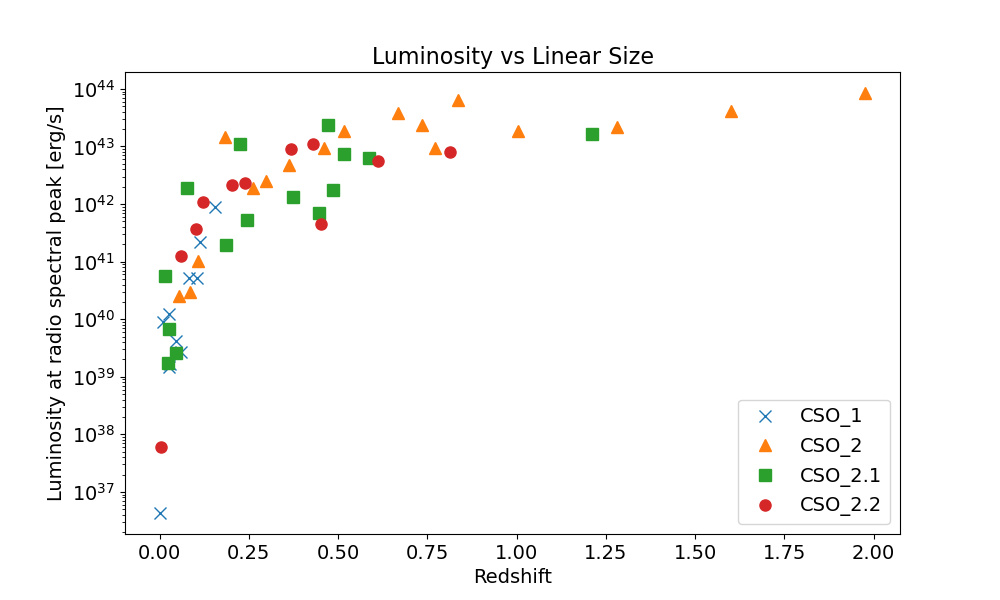 Luminosity vs Linear Size
Luminosity at radio spectral peak [erg/s]
10^44
10^43
10^42
10^41
10^40
10^39
10^38
10^37
CSO_1
CSO_2
CSO_2.1
CSO_2.2
0.00 0.25 0.50 0.75 1.00 1.25 1.50 1.75 2.00
Redshift